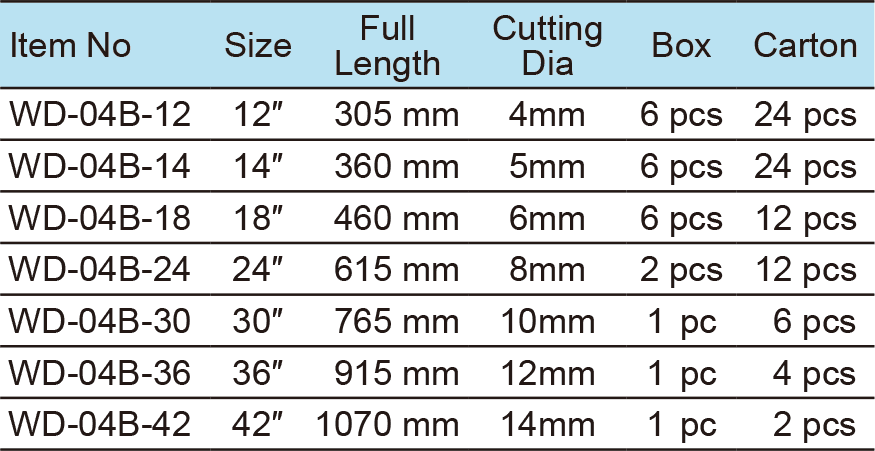 Item No Size Full Length Cutting Dia Box Carton
WD-04B-12 12″ 305 mm 4mm 6 pcs 24 pcs
WD-04B-14 14″ 360 mm 5mm 6 pcs 24 pcs
WD-04B-18 18″ 460 mm 6mm 6 pcs 12 pcs
WD-04B-24 24″ 615 mm 8mm 2 pcs 12 pcs
WD-04B-30 30″ 765 mm 10mm 1 pc 6 pcs
WD-04B-36 36″ 915 mm 12mm 1 pc 4 pcs
WD-04B-42 42″ 1070 mm 14mm 1 pc 2 pcs